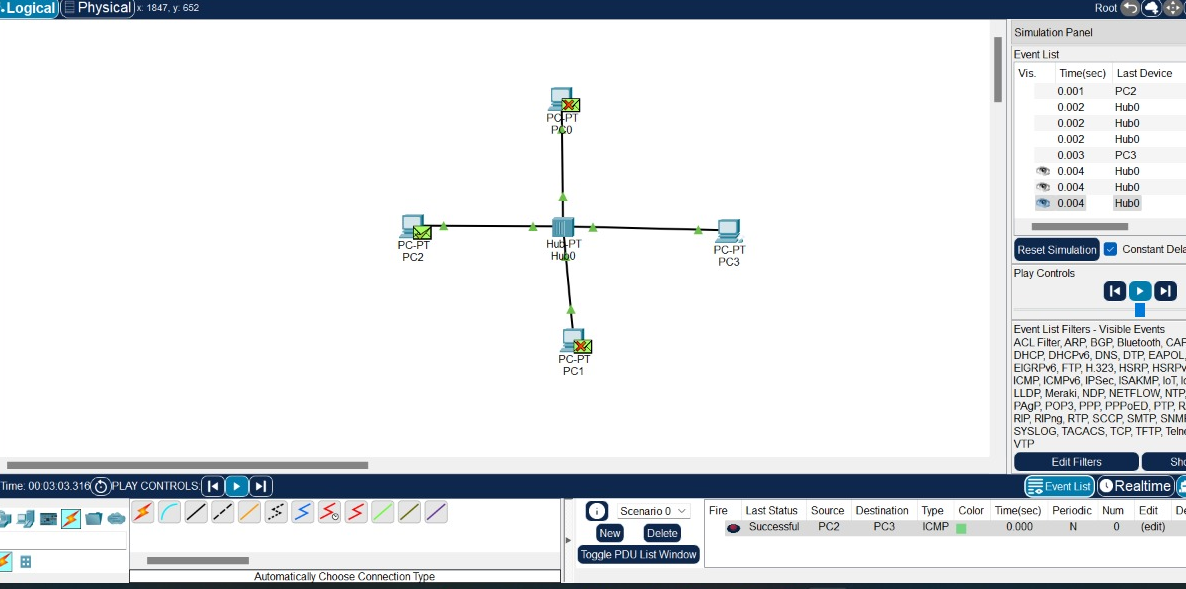 Logical Physical x: 1847, y: 652 Root
Simulation Panel
Event List
Vis. Time(sec) Last Device
0.001 PC2
0.002 Hub0
0.002 Hub0
0.002 Hub0
0.003 PC3
0.004 Hub0
0.004 Hub0
0.004 Hub0
Reset Simulation Constant Dela
Play Controls
Event List Filters - Visible Events
ACL Filter, ARP, BGP, Bluetooth, CAP
DHCP, DHCPv6, DNS, DTP, EAPOL,
EIGRPv6, FTP, H.323, HSRP, HSRPv
ICMP, ICMPv6, IPSec, ISAKMP, IoT, Io
LLDP, Meraki, NDP, NETFLOW, NTP,
PAgP, POP3, PPP, PPPoED, PTP, R
RIP, RIPng, RTP, SCCP, SMTP, SNM
SYSLOG, TACACS, TCP, TFTP, Telne
VTP
Edit Filters Sho
PC-PT
PC0
PC-PT
PC2
Hub-PT
Hub0
PC-PT
PC3
PC-PT
PC1
Time: 00:03:03.316 PLAY CONTROLS: Event List Realtime
Automatically Choose Connection Type
Scenario 0
New Delete
Toggle PDU List Window
Fire Last Status Source Destination Type Color Time(sec) Periodic Num Edit De
Successful PC2 PC3 ICMP 0.000 N 0 (edit)